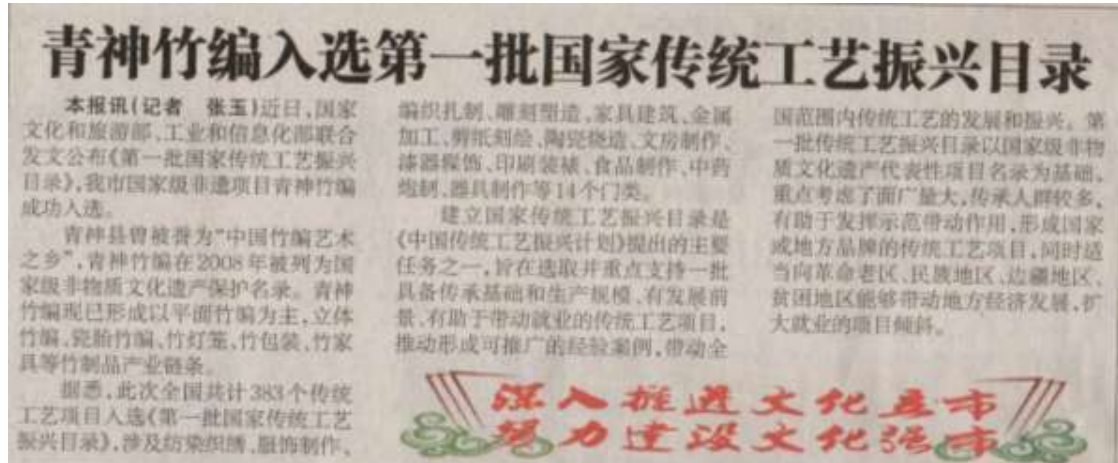 青神竹编入选第一批国家传统工艺振兴目录
本报讯(记者 张玉)近日,国家
文化和旅游部、工业和信息化部联合
发文公布《第一批国家传统工艺振兴
目录》,我市国家级非遗项目青神竹编
成功入选。
青神县曾被誉为“中国竹编艺术
之乡”,青神竹编在2008年被列为国
家级非物质文化遗产保护名录。青神
竹编现已形成以平面竹编为主,立体
竹编、瓷胎竹编、竹灯笼、竹包装、竹家
具等竹制品产业链条。
据悉,此次全国共计383个传统
工艺项目入选《第一批国家传统工艺
振兴目录》,涉及纺染织绣、服饰制作、
编织扎制、雕刻塑造、家具建筑、金属
加工、剪纸刻绘、陶瓷烧造、文房制作、
漆器髹饰、印刷装裱、食品制作、中药
炮制、器具制作等14个门类。
建立国家传统工艺振兴目录是
《中国传统工艺振兴计划》提出的主要
任务之一,旨在选取并重点支持一批
具备传承基础和生产规模、有发展前
景、有助于带动就业的传统工艺项目,
推动形成可推广的经验案例,带动全
国范围内传统工艺的发展和振兴。第
一批传统工艺振兴目录以国家级非物
质文化遗产代表性项目名录为基础,
重点考虑了面广量大,传承人群较多,
有助于发挥示范带动作用,形成国家
或地方品牌的传统工艺项目,同时适
当向革命老区、民族地区、边疆地区、
贫困地区能够带动地方经济发展,扩
大就业的项目倾斜。
深入推进文化立市
努力建设文化强市